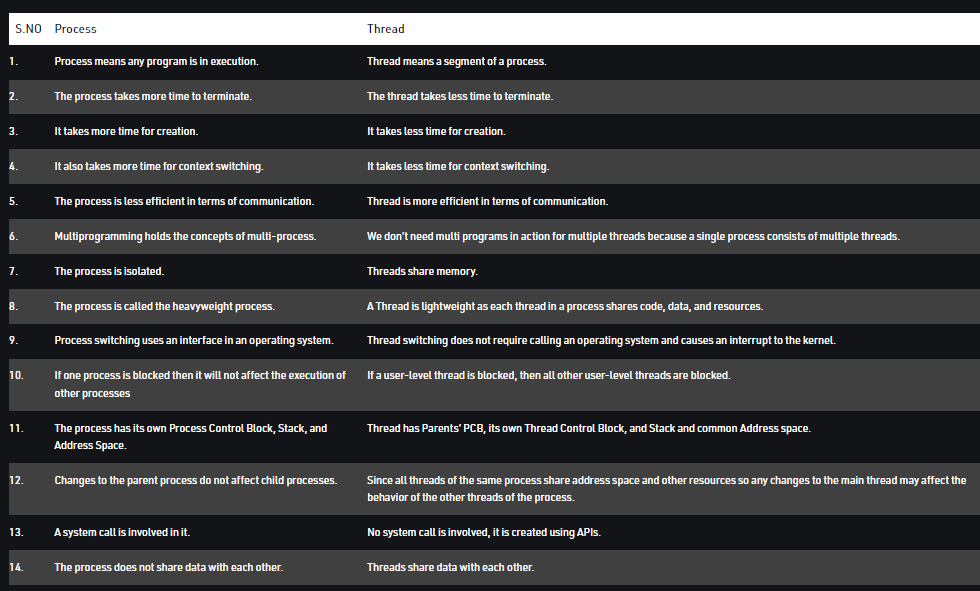 S.NO Process Thread
1. Process means any program is in execution. Thread means a segment of a process.
2. The process takes more time to terminate. The thread takes less time to terminate.
3. It takes more time for creation. It takes less time for creation.
4. It also takes more time for context switching. It takes less time for context switching.
5. The process is less efficient in terms of communication. Thread is more efficient in terms of communication.
6. Multiprogramming holds the concepts of multi-process. We don't need multi programs in action for multiple threads because a single process consists of multiple threads.
7. The process is isolated. Threads share memory.
8. The process is called the heavyweight process. A Thread is lightweight as each thread in a process shares code, data, and resources.
9. Process switching uses an interface in an operating system. Thread switching does not require calling an operating system and causes an interrupt to the kernel.
10. If one process is blocked then it will not affect the execution of
other processes
If a user-level thread is blocked, then all other user-level threads are blocked.
11. The process has its own Process Control Block, Stack, and
Address Space.
Thread has Parents' PCB, its own Thread Control Block, and Stack and common Address space.
12. Changes to the parent process do not affect child processes.
Since all threads of the same process share address space and other resources so any changes to the main thread may affect the
behavior of the other threads of the process.
13. A system call is involved in it. No system call is involved, it is created using APIs.
14. The process does not share data with each other. Threads share data with each other.